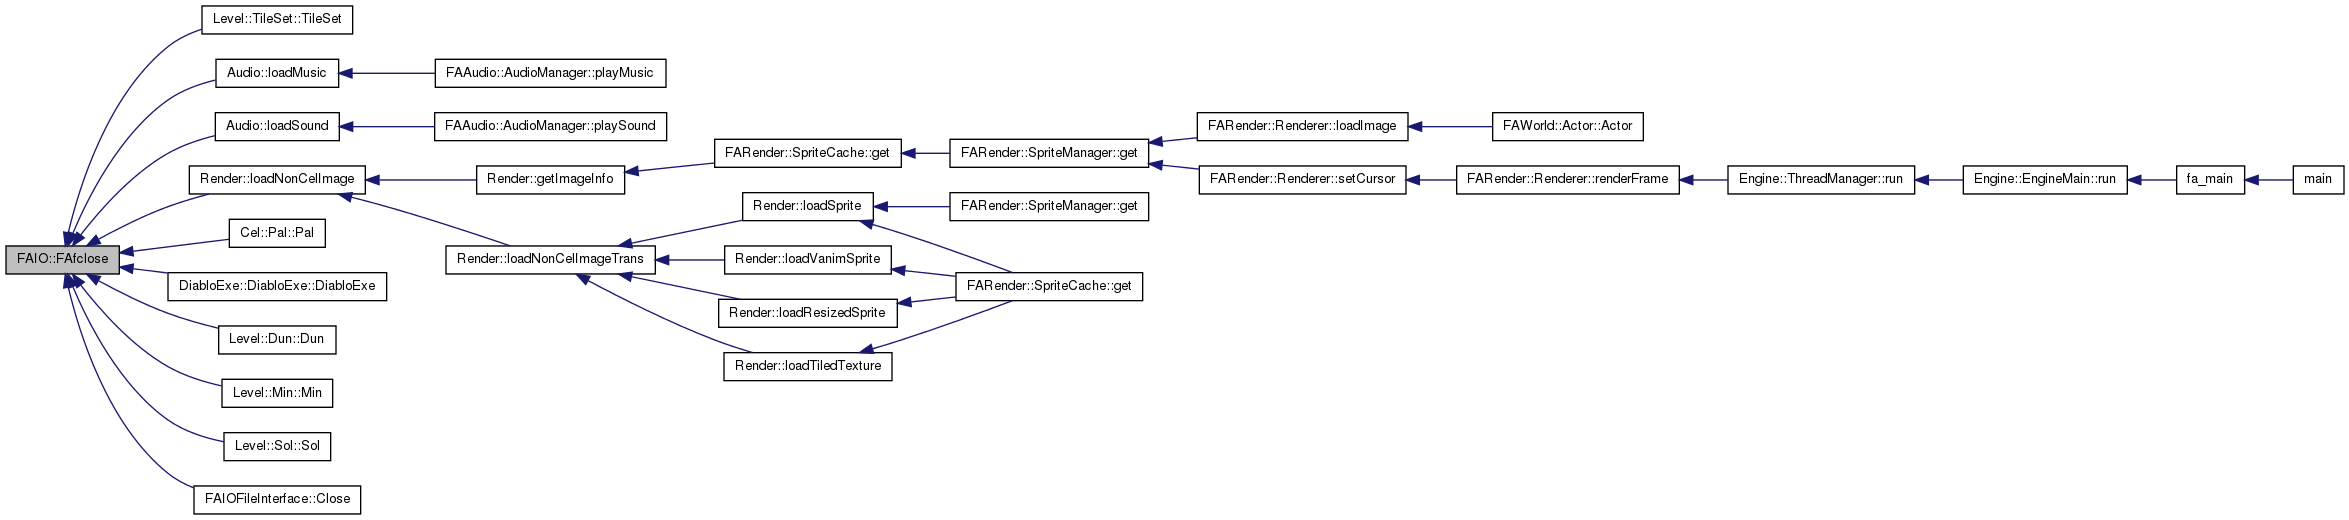 Level::TileSet::TileSet
Audio::loadMusic
FAAudio::AudioManager::playMusic
Audio::loadSound
FAAudio::AudioManager::playSound
FARender::Renderer::loadImage
FAWorld::Actor::Actor
FARender::SpriteCache::get
FARender::SpriteManager::get
Render::loadNonCelImage
Render::getImageInfo
FARender::Renderer::setCursor
FARender::Renderer::renderFrame
Engine::ThreadManager::run
Engine::EngineMain::run
fa_main
main
Render::loadSprite
FARender::SpriteManager::get
Cel::Pal::Pal
FAIO::FAfclose
Render::loadNonCelImageTrans
Render::loadVanimSprite
DiabloExe::DiabloExe::DiabloExe
FARender::SpriteCache::get
Render::loadResizedSprite
Level::Dun::Dun
Render::loadTiledTexture
Level::Min::Min
Level::Sol::Sol
FAIOFileInterface::Close